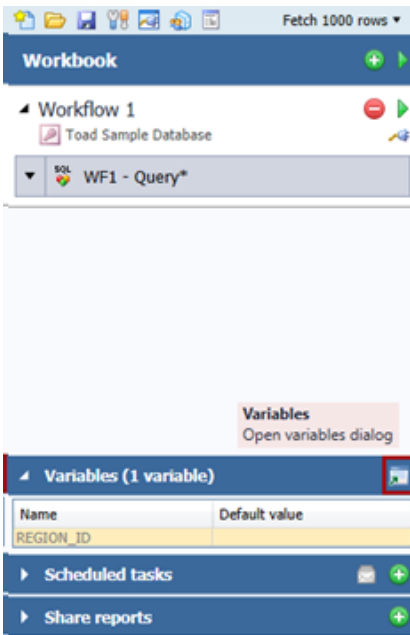 Fetch 1000 rows
Workbook
Workflow 1
Toad Sample Database
SQL
WF1 - Query*
Variables
Open variables dialog
Variables (1 variable)
Name Default value
REGION_ID
Scheduled tasks
Share reports